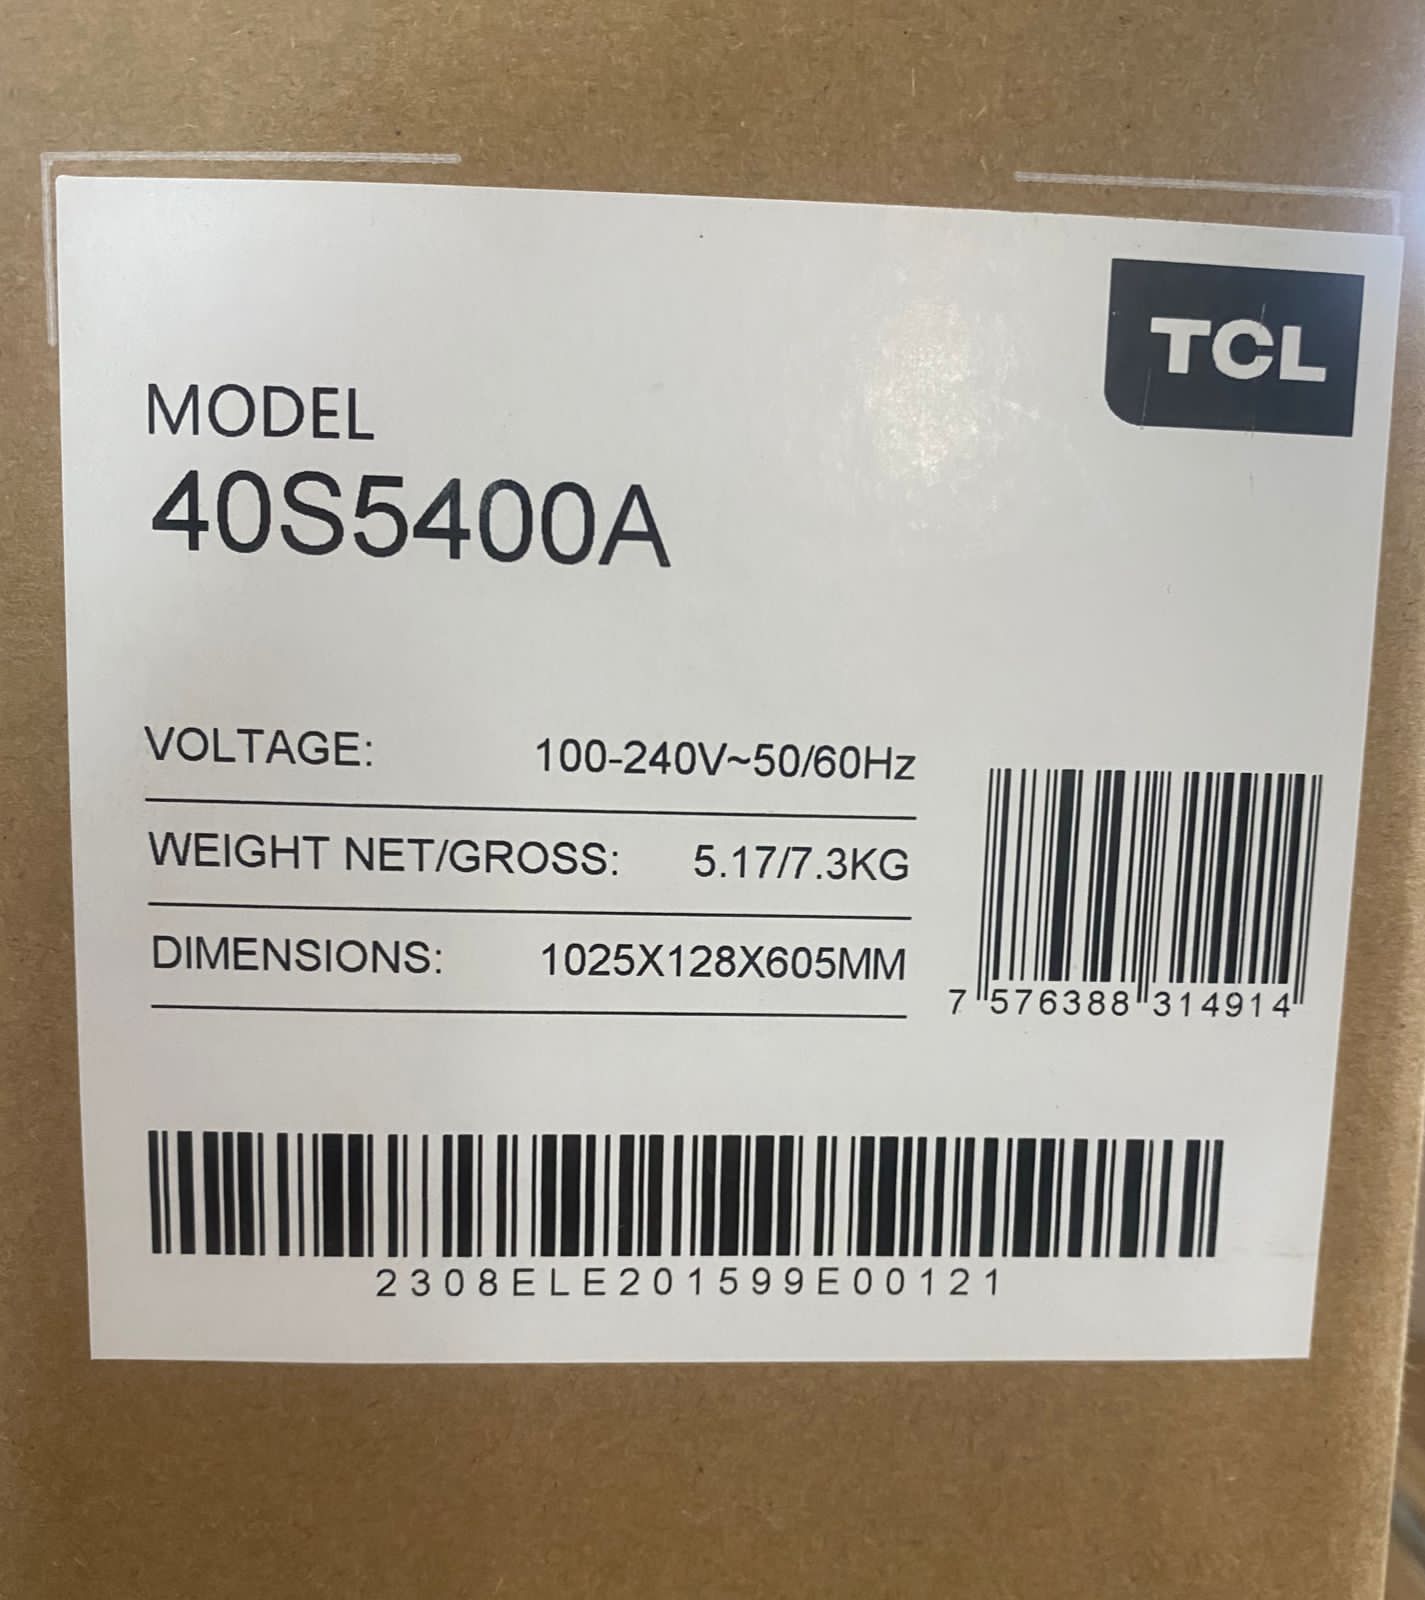 TCL
MODEL
40S5400A
VOLTAGE: 100-240V~50/60Hz
WEIGHT NET/GROSS: 5.17/7.3KG
DIMENSIONS: 1025X128X605MM
7 576388 314914
2308ELE201599E00121